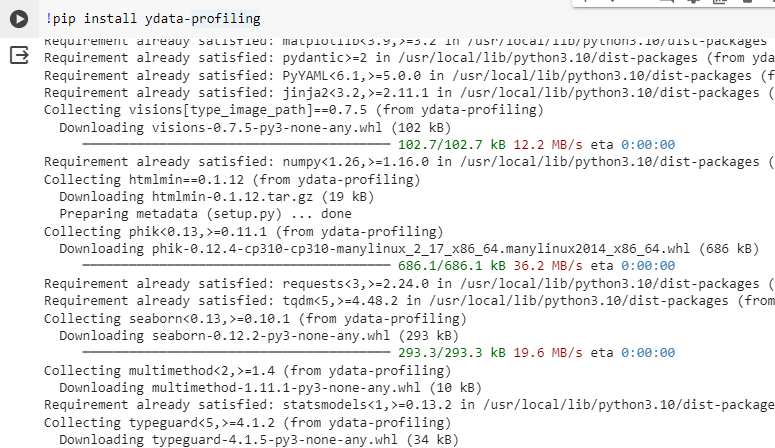 !pip install ydata-profiling
Requirement already satisfied: matplotlib<3.9,>=3.2 in /usr/local/lib/python3.10/dist-packages
Requirement already satisfied: pydantic>=2 in /usr/local/lib/python3.10/dist-packages (from yda
Requirement already satisfied: PyYAML<6.1,>=5.0.0 in /usr/local/lib/python3.10/dist-packages (f
Requirement already satisfied: jinja2<3.2,>=2.11.1 in /usr/local/lib/python3.10/dist-packages (
Collecting visions[type_image_path]==0.7.5 (from ydata-profiling)
Downloading visions-0.7.5-py3-none-any.whl (102 kB)
102.7/102.7 kB 12.2 MB/s eta 0:00:00
Requirement already satisfied: numpy<1.26,>=1.16.0 in /usr/local/lib/python3.10/dist-packages (
Collecting htmlmin==0.1.12 (from ydata-profiling)
Downloading htmlmin-0.1.12.tar.gz (19 kB)
Preparing metadata (setup.py) ... done
Collecting phik<0.13,>=0.11.1 (from ydata-profiling)
Downloading phik-0.12.4-cp310-cp310-manylinux_2_17_x86_64.manylinux2014_x86_64.whl (686 kB)
686.1/686.1 kB 36.2 MB/s eta 0:00:00
Requirement already satisfied: requests<3,>=2.24.0 in /usr/local/lib/python3.10/dist-packages (
Requirement already satisfied: tqdm<5,>=4.48.2 in /usr/local/lib/python3.10/dist-packages (from
Collecting seaborn<0.13,>=0.10.1 (from ydata-profiling)
Downloading seaborn-0.12.2-py3-none-any.whl (293 kB)
293.3/293.3 kB 19.6 MB/s eta 0:00:00
Collecting multimethod<2,>=1.4 (from ydata-profiling)
Downloading multimethod-1.11.1-py3-none-any.whl (10 kB)
Requirement already satisfied: statsmodels<1,>=0.13.2 in /usr/local/lib/python3.10/dist-package
Collecting typeguard<5,>=4.1.2 (from ydata-profiling)
Downloading typeguard-4.1.5-py3-none-any.whl (34 kB)